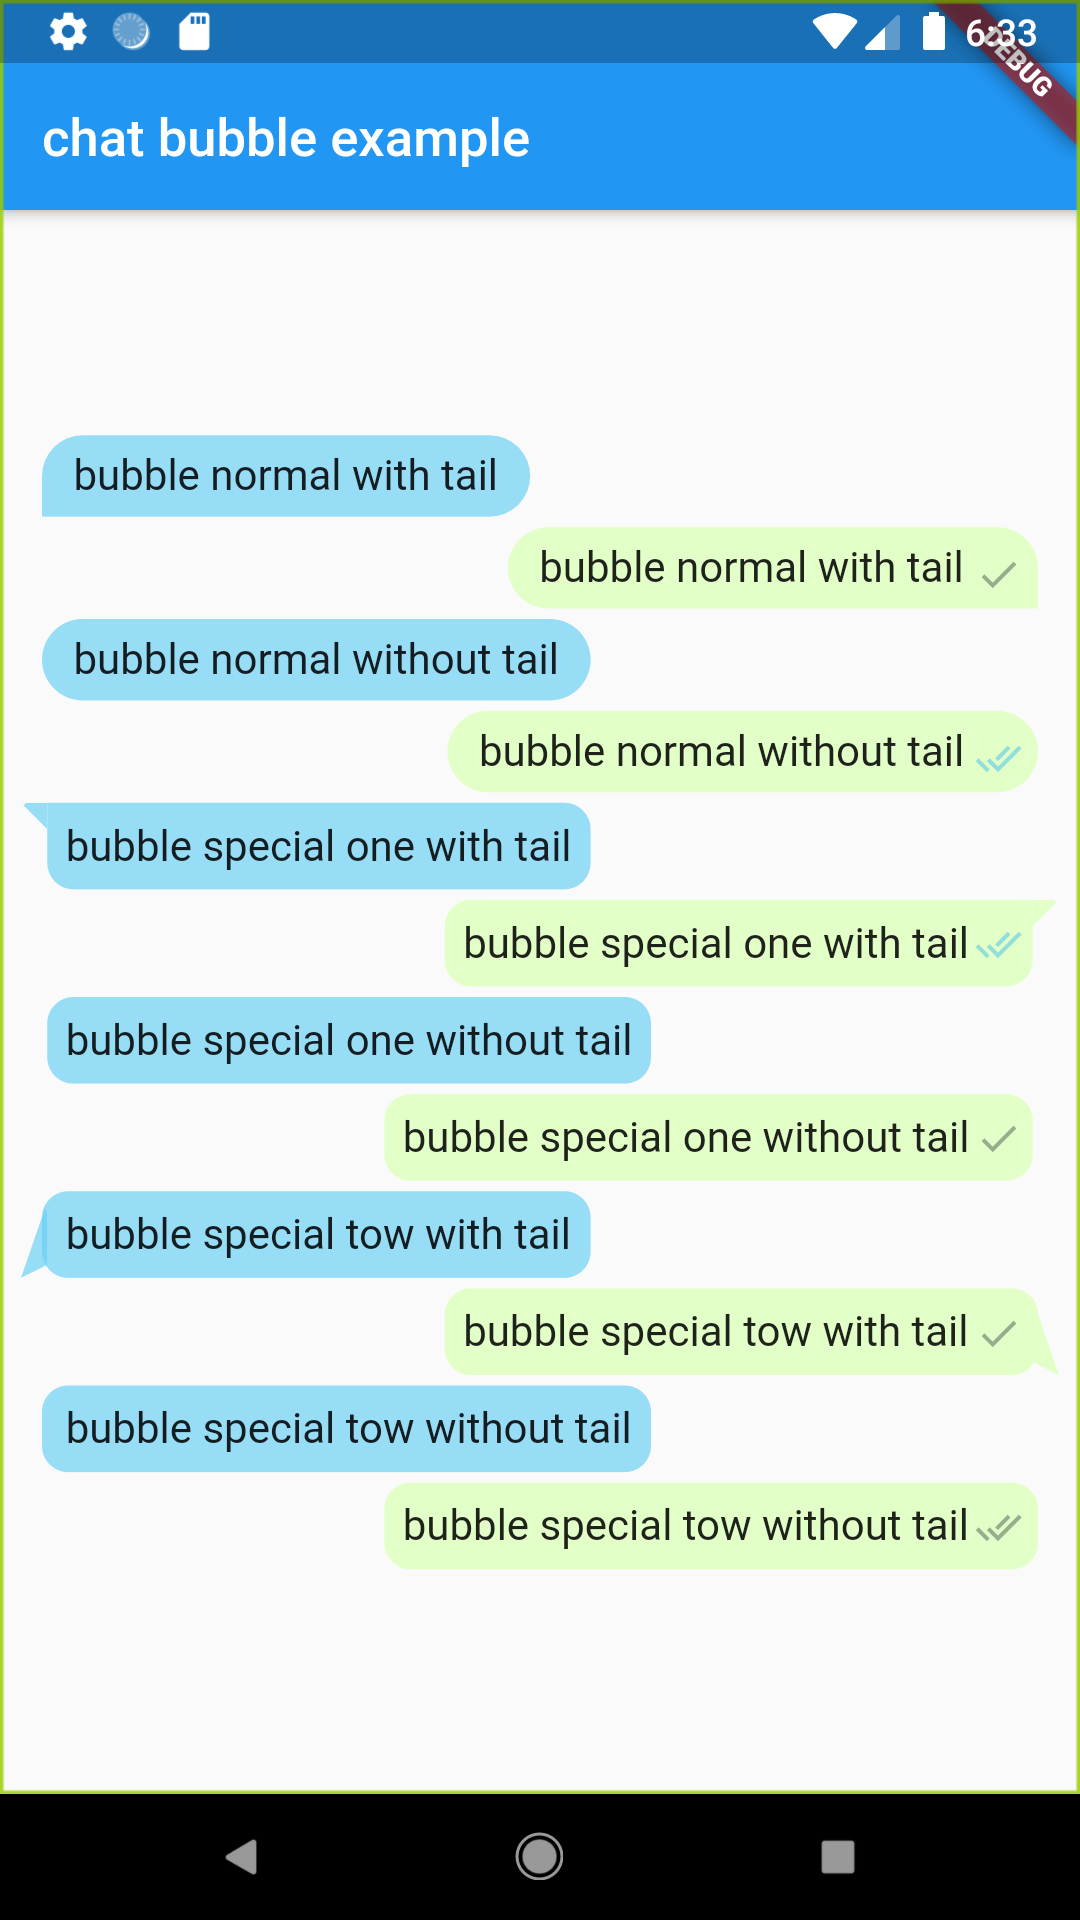 6:33
DEBUG
chat bubble example
bubble normal with tail
bubble normal with tail
bubble normal without tail
bubble normal without tail
bubble special one with tail
bubble special one with tail
bubble special one without tail
bubble special one without tail
bubble special tow with tail
bubble special tow with tail
bubble special tow without tail
bubble special tow without tail